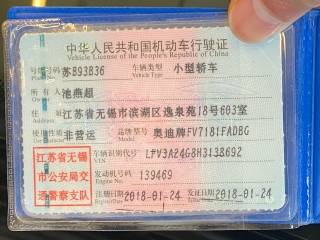 中华人民共和国机动车行驶证
Vehicle License of the People's Republic of China
号牌号码 苏B93836 车辆类型 小型轿车
Plate No. Vehicle Type
所有人 池燕超
住址 江苏省无锡市滨湖区逸泉苑18号603室
使用性质 非营运 品牌型号 奥迪牌FV7181FADBG
江苏省无锡市公安局交通警察支队
车辆识别代号 LFV3A24G8H3138692
VIN
发动机号码 139469
Engine No.
注册日期 2018-01-24 发证日期 2018-01-24